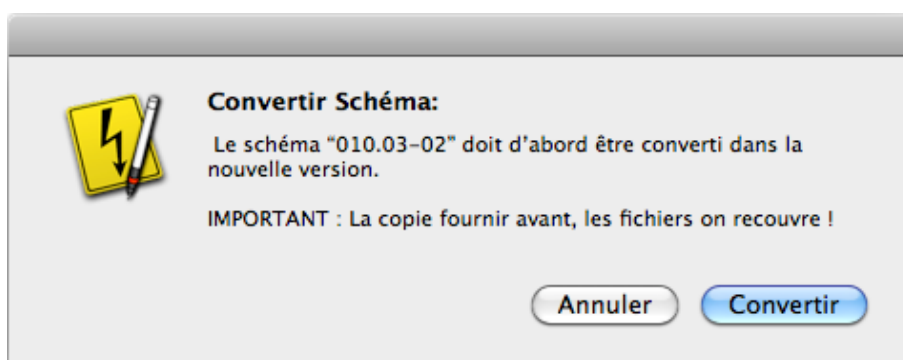 Convertir Schéma:
Le schéma “010.03-02” doit d’abord être converti dans la
nouvelle version.
IMPORTANT : La copie fournir avant, les fichiers on recouvre !
Annuler
Convertir